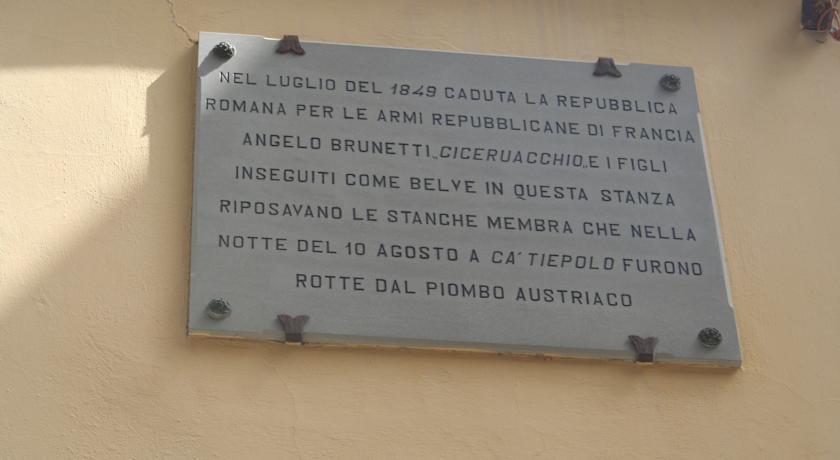 NEL LUGLIO DEL 1849 CADUTA LA REPUBBLICA
ROMANA PER LE ARMI REPUBBLICANE DI FRANCIA
ANGELO BRUNETTI „CICERUACCHIO„ E I FIGLI
INSEGUITI COME BELVE IN QUESTA STANZA
RIPOSAVANO LE STANCHE MEMBRA CHE NELLA
NOTTE DEL 10 AGOSTO A CA' TIEPOLO FURONO
ROTTE DAL PIOMBO AUSTRIACO